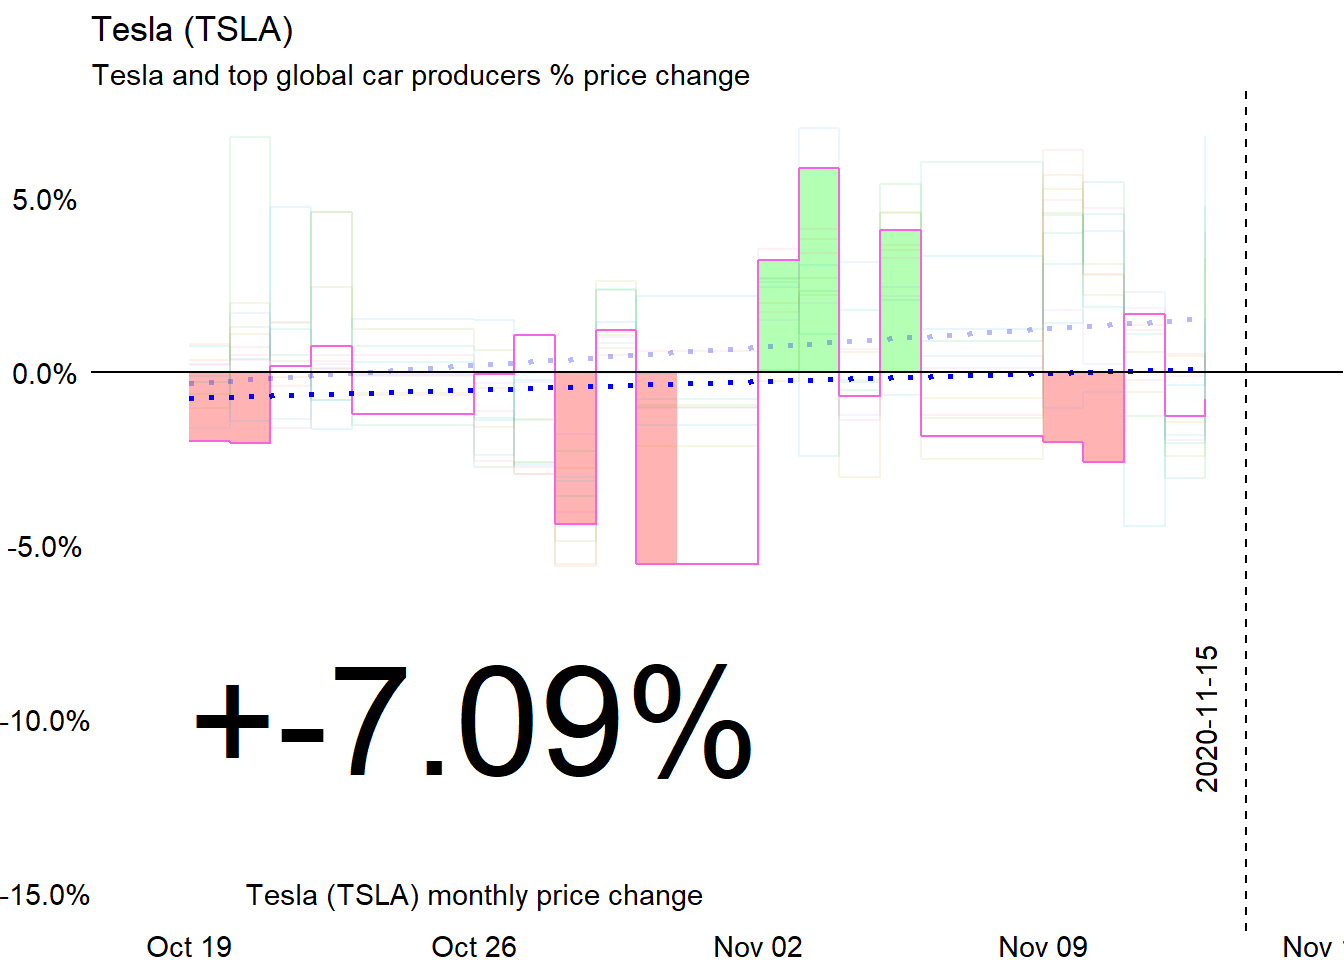 Tesla (TSLA)
Tesla and top global car producers % price change
5.0%
0.0%
-5.0%
-10.0%
-15.0%
+-7.09%
Tesla (TSLA) monthly price change
2020-11-15
Oct 19
Oct 26
Nov 02
Nov 09
Nov